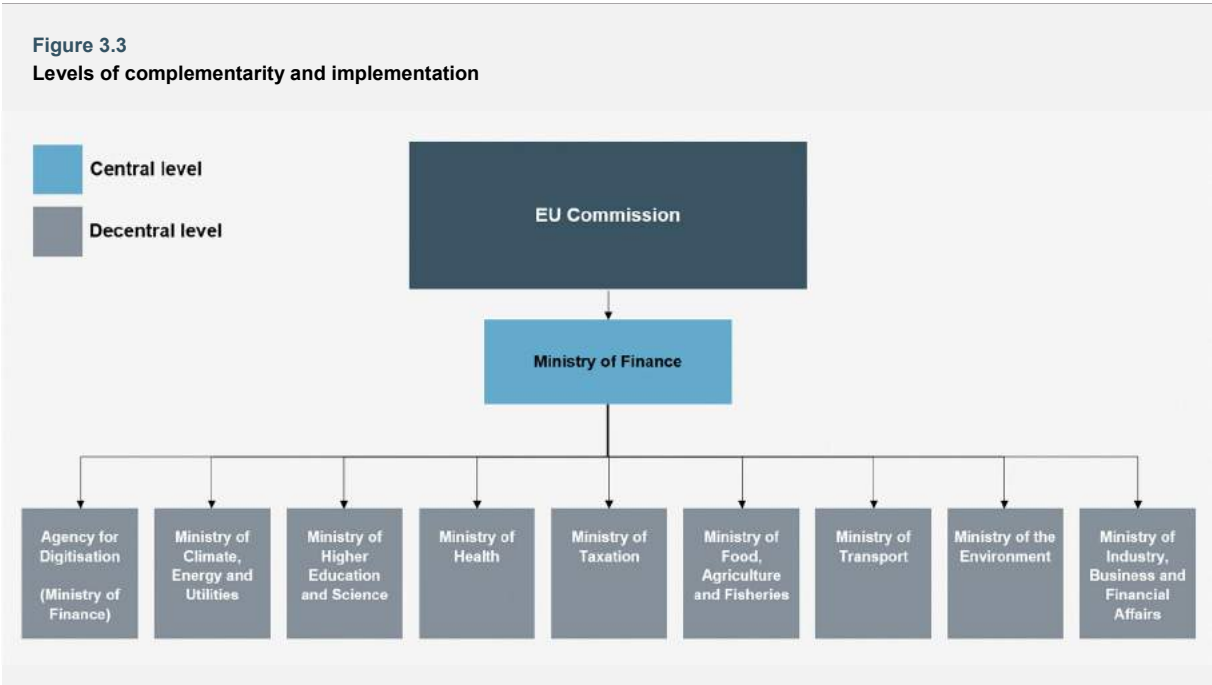 Figure 3.3
Levels of complementarity and implementation
Central level
Decentral level
EU Commission
Ministry of Finance
Agency for
Digitisation
(Ministry of
Finance)
Ministry of
Climate,
Energy and
Utilities
Ministry of
Higher
Education
and Science
Ministry of
Health
Ministry of
Taxation
Ministry of
Food,
Agriculture
and Fisheries
Ministry of
Transport
Ministry of the
Environment
Ministry of
Industry,
Business and
Financial
Affairs